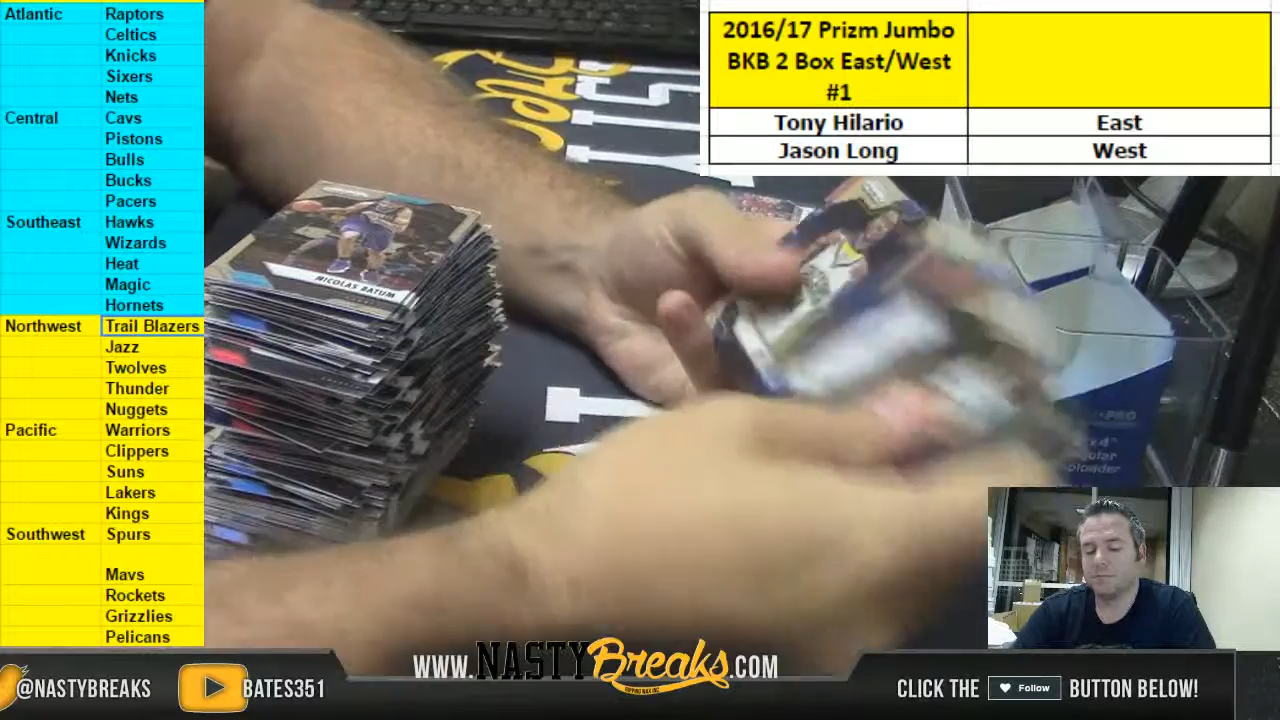 Atlantic Raptors
Celtics
Knicks
Sixers
Nets
Central Cavs
Pistons
Bulls
Bucks
Pacers
Southeast Hawks
Wizards
Heat
Magic
Hornets
Northwest Trail Blazers
Jazz
Twolves
Thunder
Nuggets
Pacific Warriors
Clippers
Suns
Lakers
Kings
Southwest Spurs
Mavs
Rockets
Grizzlies
Pelicans
2016/17 Prizm Jumbo
BKB 2 Box East/West
#1
Tony Hilario East
Jason Long West
NICOLAS BATUM
WWW.NASTYBreaks.COM
@NASTYBREAKS
BATES351
CLICK THE Follow BUTTON BELOW!